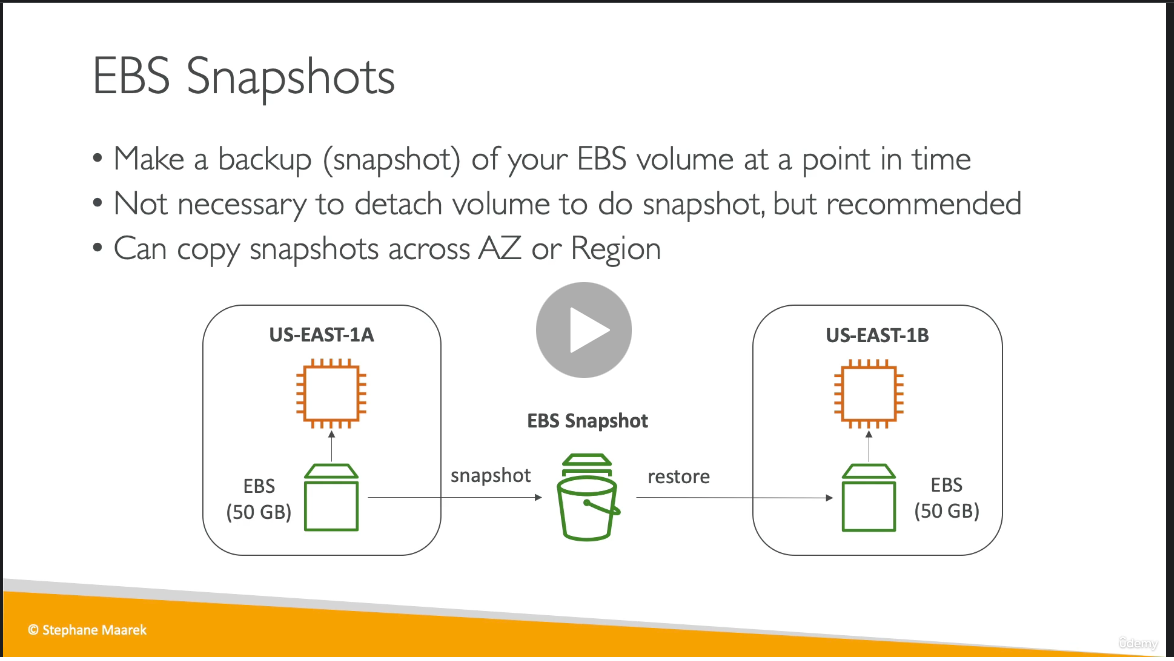 EBS Snapshots
• Make a backup (snapshot) of your EBS volume at a point in time
• Not necessary to detach volume to do snapshot, but recommended
• Can copy snapshots across AZ or Region
US-EAST-1A
EBS
(50 GB)
snapshot
EBS Snapshot
restore
US-EAST-1B
EBS
(50 GB)
© Stephane Maarek
ûdemy